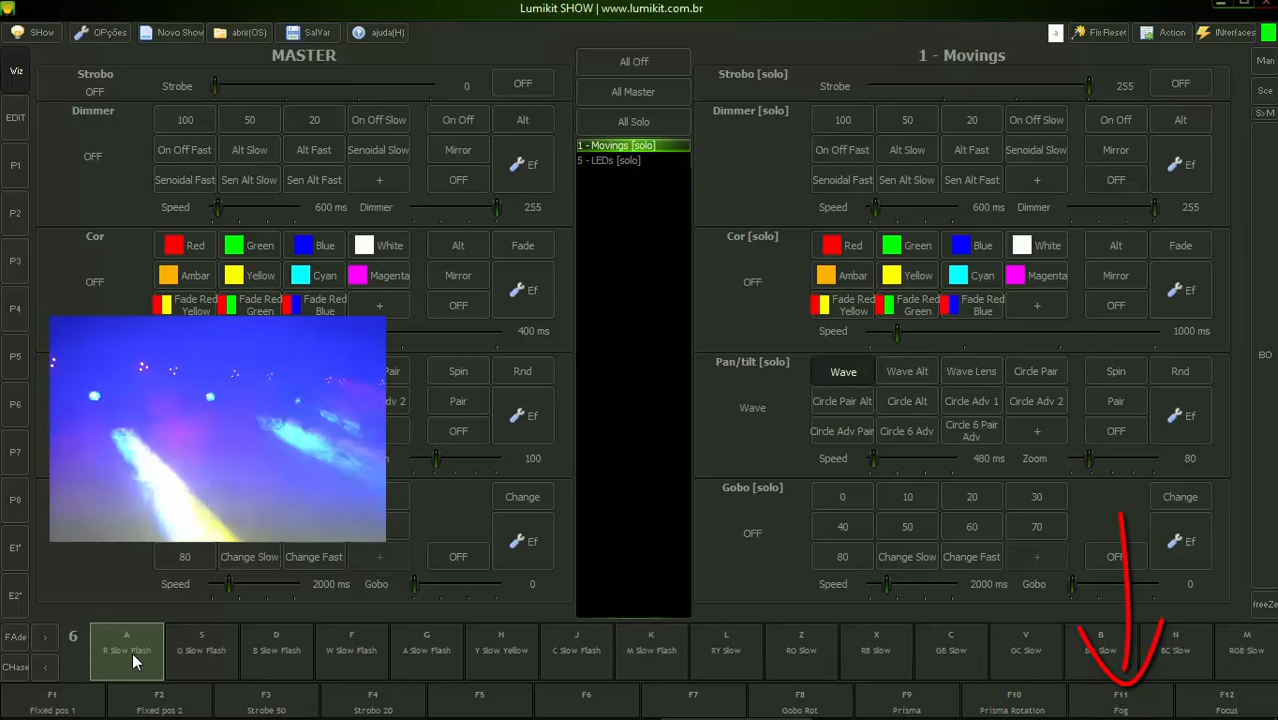 Lumikit SHOW | www.lumikit.com.br
SHow
OPções
Novo Show
abrir(OS)
SalVar
ajuda(H)
a
Fix Reset
Action
INterfaces
Wiz
EDIT
P1
P2
P3
P4
P5
P6
P7
P8
E1*
E2*
MASTER
Strobo
OFF
Strobe
0
OFF
Dimmer
OFF
100
50
20
On Off Slow
On Off
Alt
On Off Fast
Alt Slow
Alt Fast
Senoidal Slow
Mirror
Ef
Senoidal Fast
Sen Alt Slow
Sen Alt Fast
+
OFF
Speed
600 ms
Dimmer
255
Cor
OFF
Red
Green
Blue
White
Alt
Fade
Ambar
Yellow
Cyan
Magenta
Mirror
Ef
Fade Red Yellow
Fade Red Green
Fade Red Blue
+
OFF
400 ms
Pair
Spin
Rnd
Adv 2
Pair
Ef
OFF
100
Change
Ef
80
Change Slow
Change Fast
+
OFF
Speed
2000 ms
Gobo
0
All Off
All Master
All Solo
1 - Movings [solo]
5 - LEDs [solo]
1 - Movings
Strobo [solo]
Strobe
255
OFF
Dimmer [solo]
OFF
100
50
20
On Off Slow
On Off
Alt
On Off Fast
Alt Slow
Alt Fast
Senoidal Slow
Mirror
Ef
Senoidal Fast
Sen Alt Slow
Sen Alt Fast
+
OFF
Speed
600 ms
Dimmer
255
Cor [solo]
OFF
Red
Green
Blue
White
Alt
Fade
Ambar
Yellow
Cyan
Magenta
Mirror
Ef
Fade Red Yellow
Fade Red Green
Fade Red Blue
+
OFF
Speed
1000 ms
Pan/tilt [solo]
Wave
Wave
Wave Alt
Wave Lens
Circle Pair
Spin
Rnd
Circle Pair Alt
Circle Alt
Circle Adv 1
Circle Adv 2
Pair
Ef
Circle Adv Pair
Circle 6 Adv
Circle 6 Pair Adv
+
OFF
Speed
480 ms
Zoom
80
Gobo [solo]
OFF
0
10
20
30
Change
40
50
60
70
Ef
80
Change Slow
Change Fast
+
Speed
2000 ms
Gobo
0
Man
Sce
S>M
BO
freeZe
FAde
>
6
CHase
<
A
R Slow Flash
S
G Slow Flash
D
B Slow Flash
F
W Slow Flash
G
A Slow Flash
H
Y Slow Yellow
J
C Slow Flash
K
M Slow Flash
L
RY Slow
Z
RG Slow
X
RB Slow
C
GB Slow
V
GC Slow
B
N
BC Slow
M
RGB Slow
F1
Fixed pos 1
F2
Fixed pos 2
F3
Strobe 50
F4
Strobo 20
F5
F6
F7
F8
Gobo Rot
F9
Prisma
F10
Prisma Rotation
F11
Fog
F12
Focus